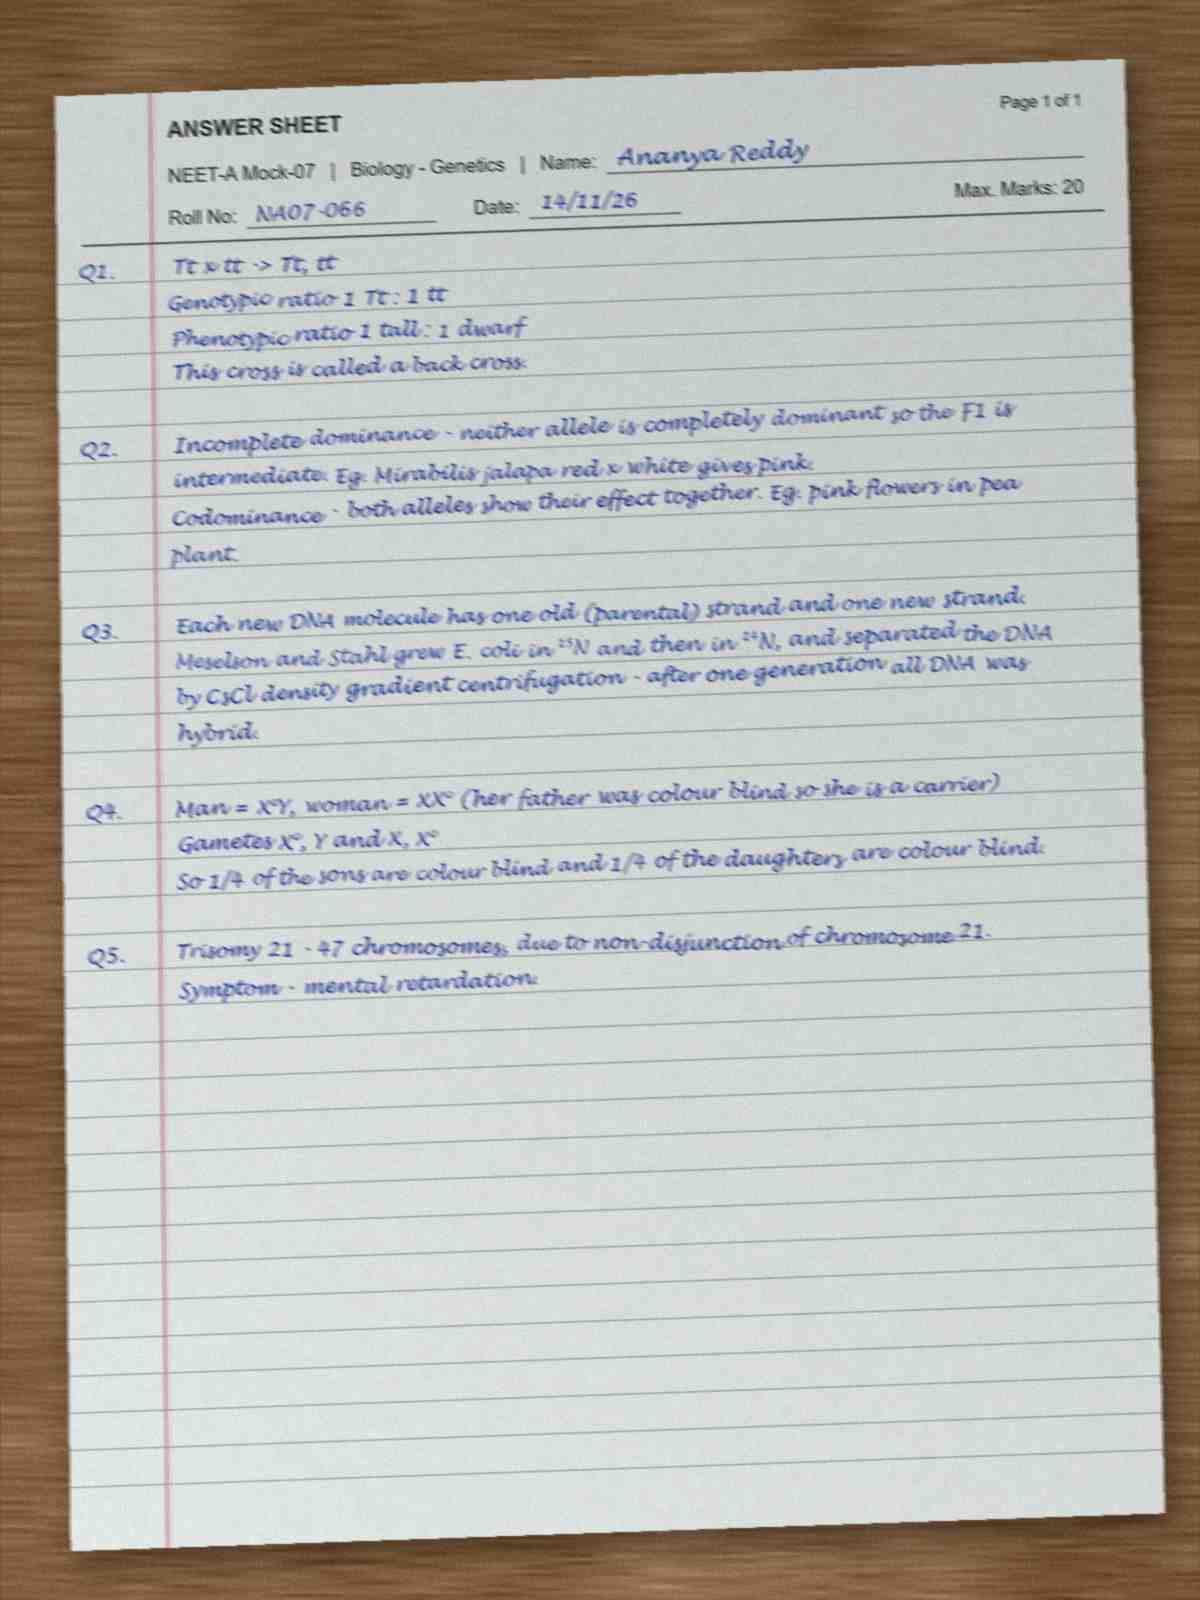 Page 1 of 1
ANSWER SHEET
NEET-A Mock-07 | Biology - Genetics | Name: Ananya Reddy
Roll No: NA07-066 Date: 14/11/26 Max. Marks: 20
Q1. Tt x tt -> Tt, tt
Genotypic ratio 1 Tt : 1 tt
Phenotypic ratio 1 tall : 1 dwarf
This cross is called a back cross.
Q2. Incomplete dominance - neither allele is completely dominant so the F1 is
intermediate. Eg. Mirabilis jalapa red x white gives pink.
Codominance - both alleles show their effect together. Eg. pink flowers in pea
plant.
Q3. Each new DNA molecule has one old (parental) strand and one new strand.
Meselson and Stahl grew E. coli in ¹⁵N and then in ¹⁴N, and separated the DNA
by CsCl density gradient centrifugation - after one generation all DNA was
hybrid.
Q4. Man = XᶜY, woman = XXᶜ (her father was colour blind so she is a carrier)
Gametes Xᶜ, Y and X, Xᶜ
So 1/4 of the sons are colour blind and 1/4 of the daughters are colour blind.
Q5. Trisomy 21 - 47 chromosomes, due to non-disjunction of chromosome 21.
Symptom - mental retardation.